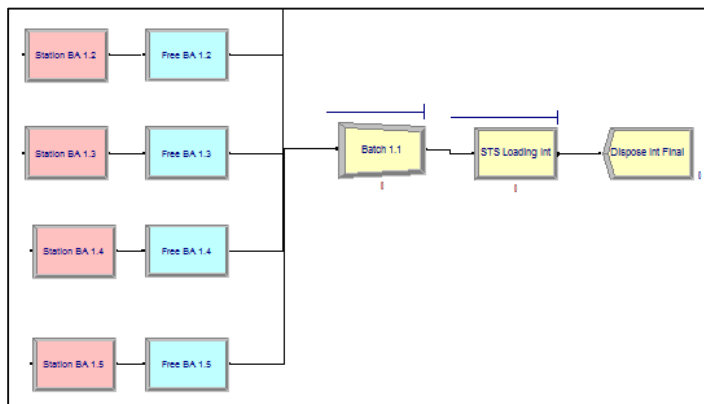 Station BA 1.2
Free BA 1.2
Station BA 1.3
Free BA 1.3
Batch 1.1
STS Loading Int
Dispose Int Final
Station BA 1.4
Free BA 1.4
Station BA 1.5
Free BA 1.5